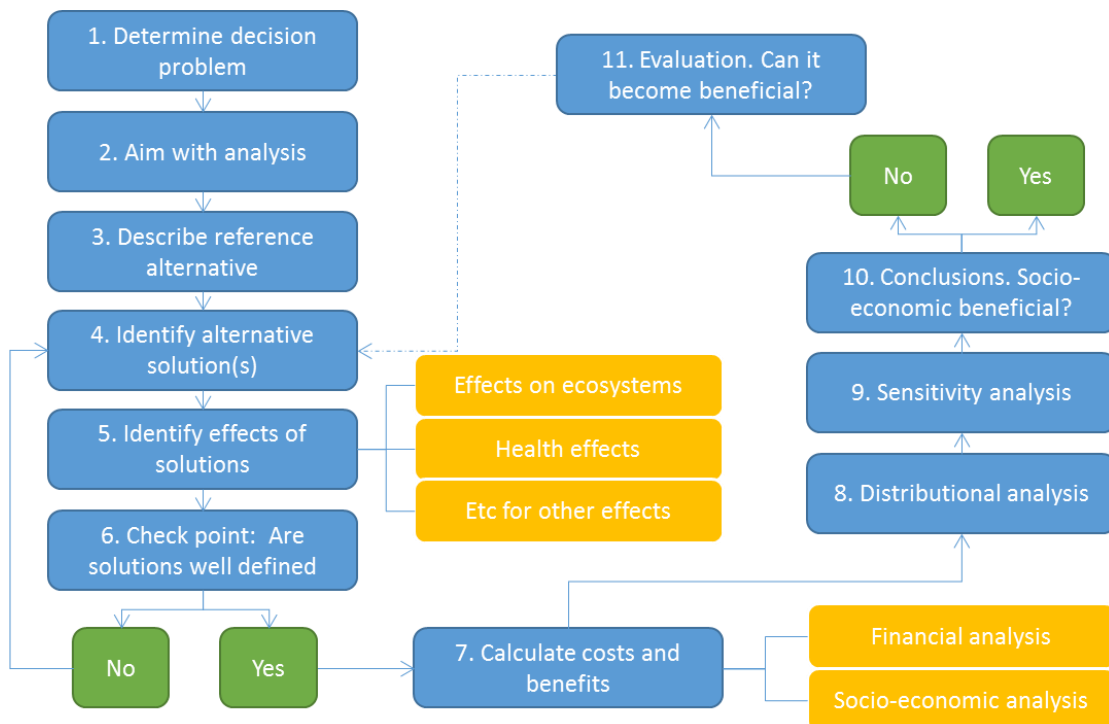 1. Determine decision
problem
2. Aim with analysis
3. Describe reference
alternative
4. Identify alternative
solution(s)
5. Identify effects of
solutions
6. Check point:  Are
solutions well defined
No
Yes
Effects on ecosystems
Health effects
Etc for other effects
7. Calculate costs and
benefits
Financial analysis
Socio-economic analysis
8. Distributional analysis
9. Sensitivity analysis
10. Conclusions. Socio-
economic beneficial?
No
Yes
11. Evaluation. Can it
become beneficial?